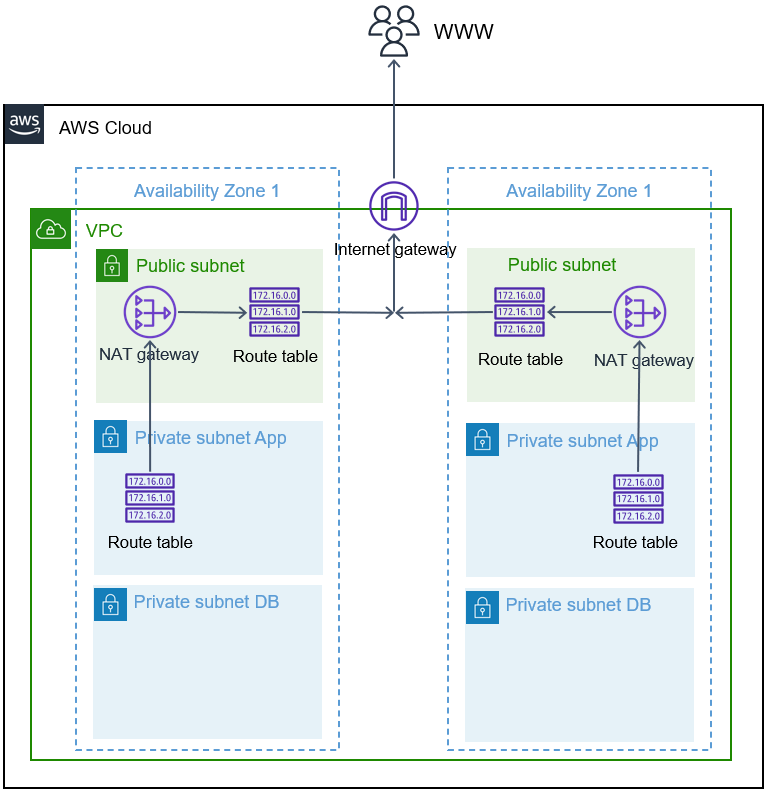 WWW
aws
AWS Cloud
Availability Zone 1
Availability Zone 1
VPC
Internet gateway
Public subnet
172.16.0.0
172.16.1.0
172.16.2.0
NAT gateway
Route table
Public subnet
172.16.0.0
172.16.1.0
172.16.2.0
Route table
NAT gateway
Private subnet App
172.16.0.0
172.16.1.0
172.16.2.0
Route table
Private subnet App
172.16.0.0
172.16.1.0
172.16.2.0
Route table
Private subnet DB
Private subnet DB